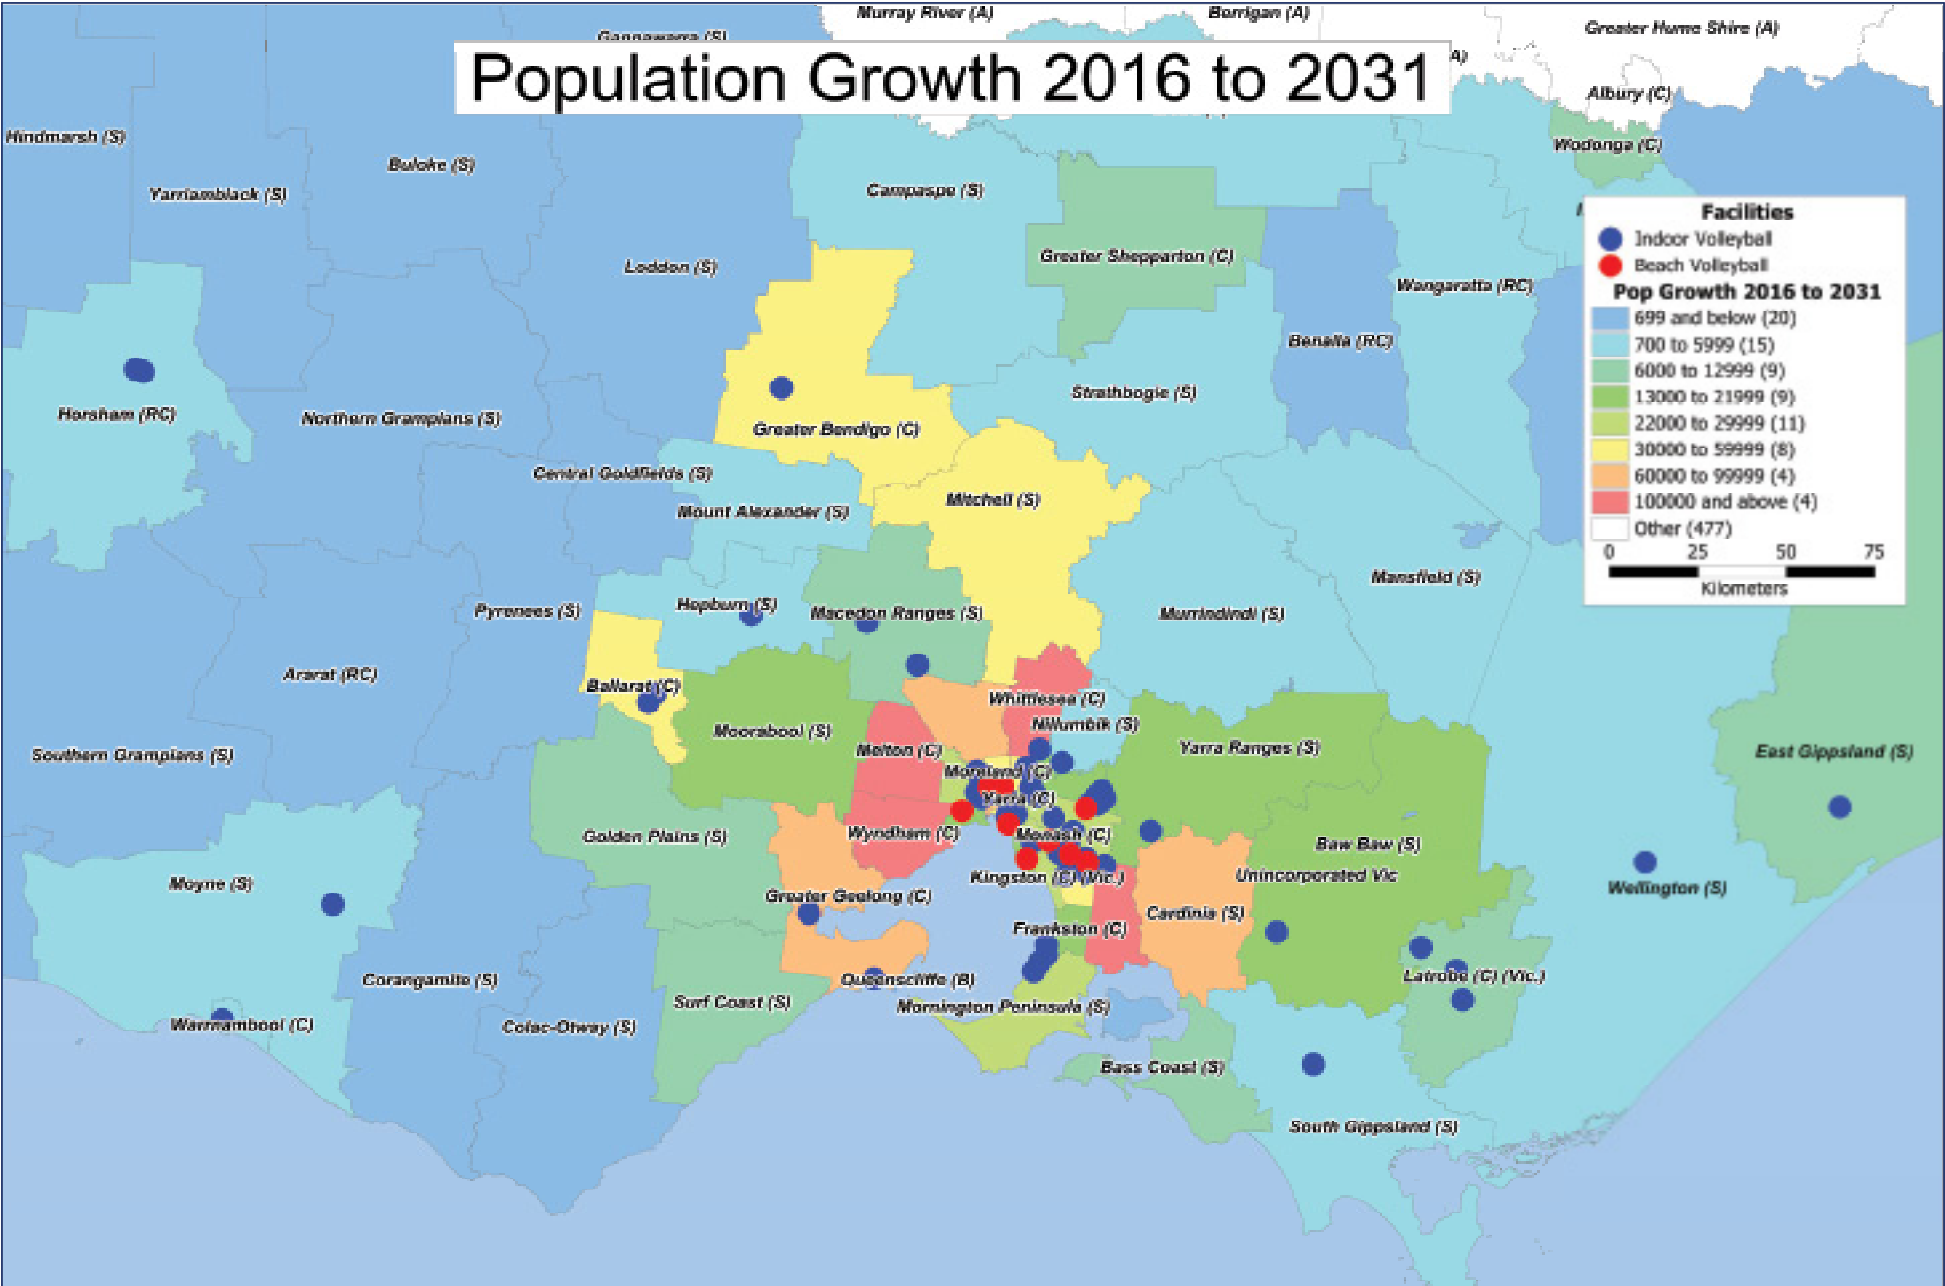 Murray River (A)
Berrigan (A)
Greater Hume Shire (A)
Gannawarra (S)
A)
Population Growth 2016 to 2031
Albury (C)
Hindmarsh (S)
Wodonga (C)
Buloke (S)
Yarriambiack (S)
Campaspe (S)
Facilities
Indoor Volleyball
Beach Volleyball
Pop Growth 2016 to 2031
699 and below (20)
700 to 5999 (15)
6000 to 12999 (9)
13000 to 21999 (9)
22000 to 29999 (11)
30000 to 59999 (8)
60000 to 99999 (4)
100000 and above (4)
Other (477)
0 25 50 75
Kilometers
Greater Shepparton (C)
Loddon (S)
Wangaratta (RC)
Benalla (RC)
Strathbogie (S)
Horsham (RC)
Northern Grampians (S)
Greater Bendigo (C)
Central Goldfields (S)
Mitchell (S)
Mount Alexander (S)
Mansfield (S)
Hepburn (S)
Pyrenees (S)
Macedon Ranges (S)
Murrindindi (S)
Ararat (RC)
Ballarat (C)
Whittlesea (C)
Nillumbik (S)
Moorabool (S)
Melton (C)
Yarra Ranges (S)
East Gippsland (S)
Southern Grampians (S)
Moreland (C)
Yarra (C)
Golden Plains (S)
Wyndham (C)
Monash (C)
Baw Baw (S)
Moyne (S)
Kingston (C) (Vic.)
Unincorporated Vic
Wellington (S)
Greater Geelong (C)
Cardinia (S)
Frankston (C)
Corangamite (S)
Queenscliffe (B)
Latrobe (C) (Vic.)
Surf Coast (S)
Mornington Peninsula (S)
Warrnambool (C)
Colac-Otway (S)
Bass Coast (S)
South Gippsland (S)